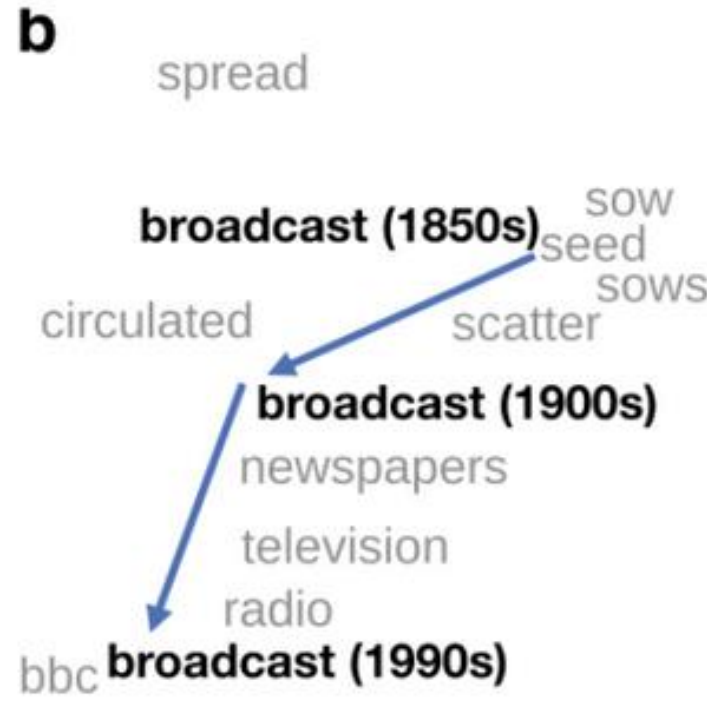 b
spread
sow
broadcast (1850s)
seed
sows
circulated
scatter
broadcast (1900s)
newspapers
television
radio
broadcast (1990s)
bbc